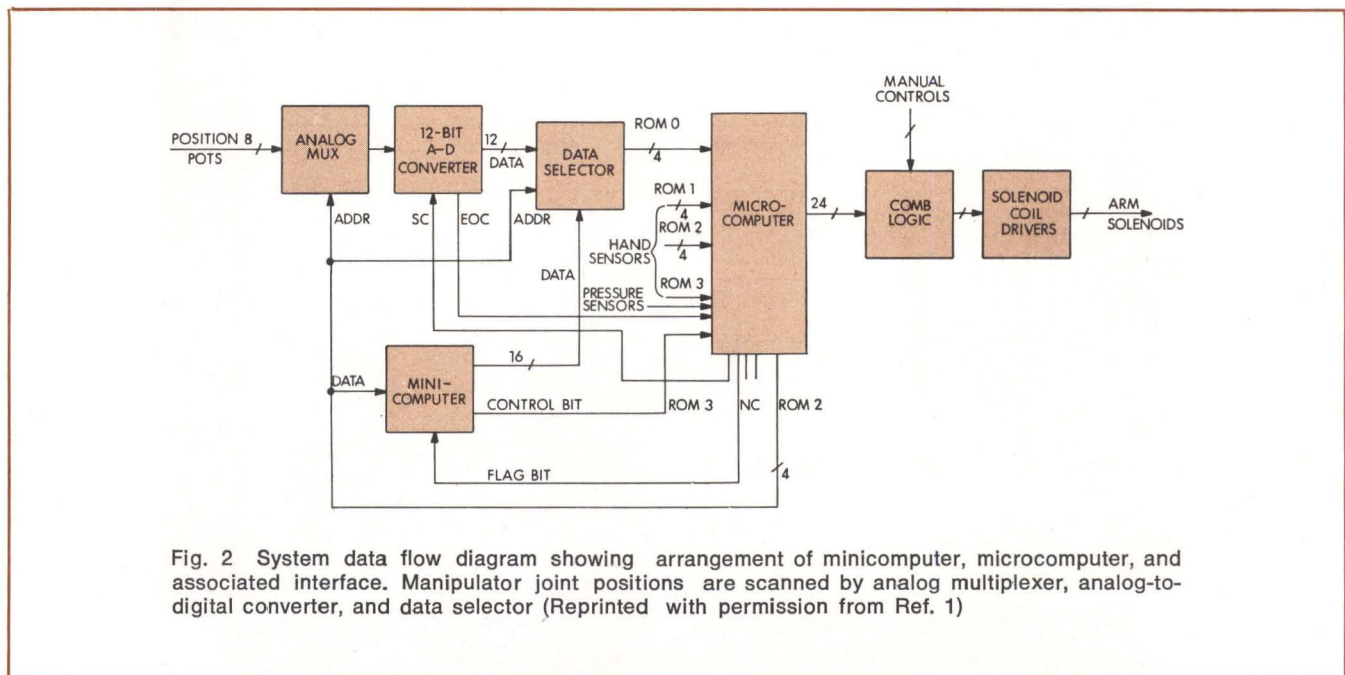 MANUAL
CONTROLS
POSITION 8
POTS
ANALOG
MUX
12-BIT
A-D
CONVERTER
12
DATA
DATA
SELECTOR
ROM 0
4
MICRO-
COMPUTER
24
COMB
LOGIC
SOLENOID
COIL
DRIVERS
ARM
SOLENOIDS
ADDR
SC
EOC
ADDR
DATA
ROM 1
4
ROM 2
4
HAND
SENSORS
ROM 3
PRESSURE
SENSORS
DATA
MINI-
COMPUTER
16
CONTROL BIT
ROM 3
NC
ROM 2
FLAG BIT
4
Fig. 2 System data flow diagram showing arrangement of minicomputer, microcomputer, and
associated interface. Manipulator joint positions are scanned by analog multiplexer, analog-to-
digital converter, and data selector (Reprinted with permission from Ref. 1)